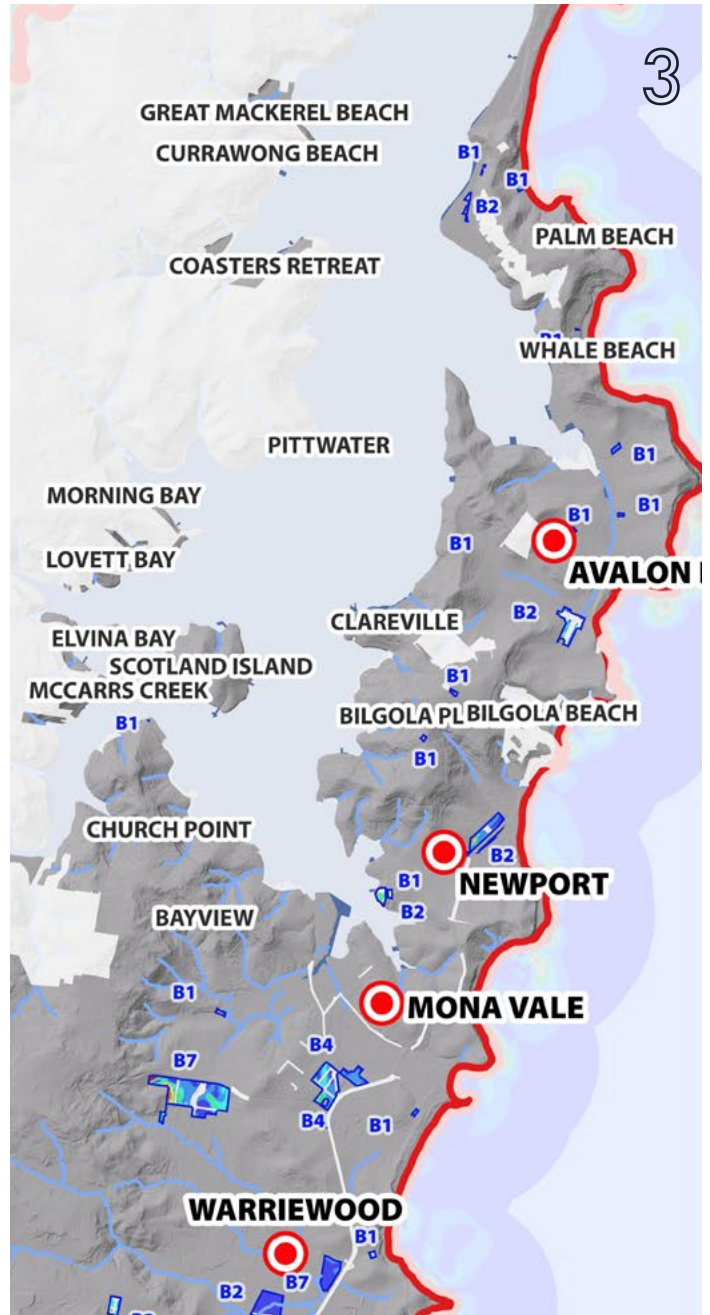 3
GREAT MACKEREL BEACH
CURRAWONG BEACH
B1
B1
B2
PALM BEACH
COASTERS RETREAT
WHALE BEACH
PITTWATER
B1
MORNING BAY
B1
B1
LOVETT BAY
B1
AVALON
CLAREVILLE
B2
ELVINA BAY
SCOTLAND ISLAND
MCCARRS CREEK
B1
B1
BILGOLA PL
BILGOLA BEACH
B1
CHURCH POINT
B2
NEWPORT
B1
B2
BAYVIEW
B1
MONA VALE
B4
B7
B4
B1
WARRIEWOOD
B1
B7
B2